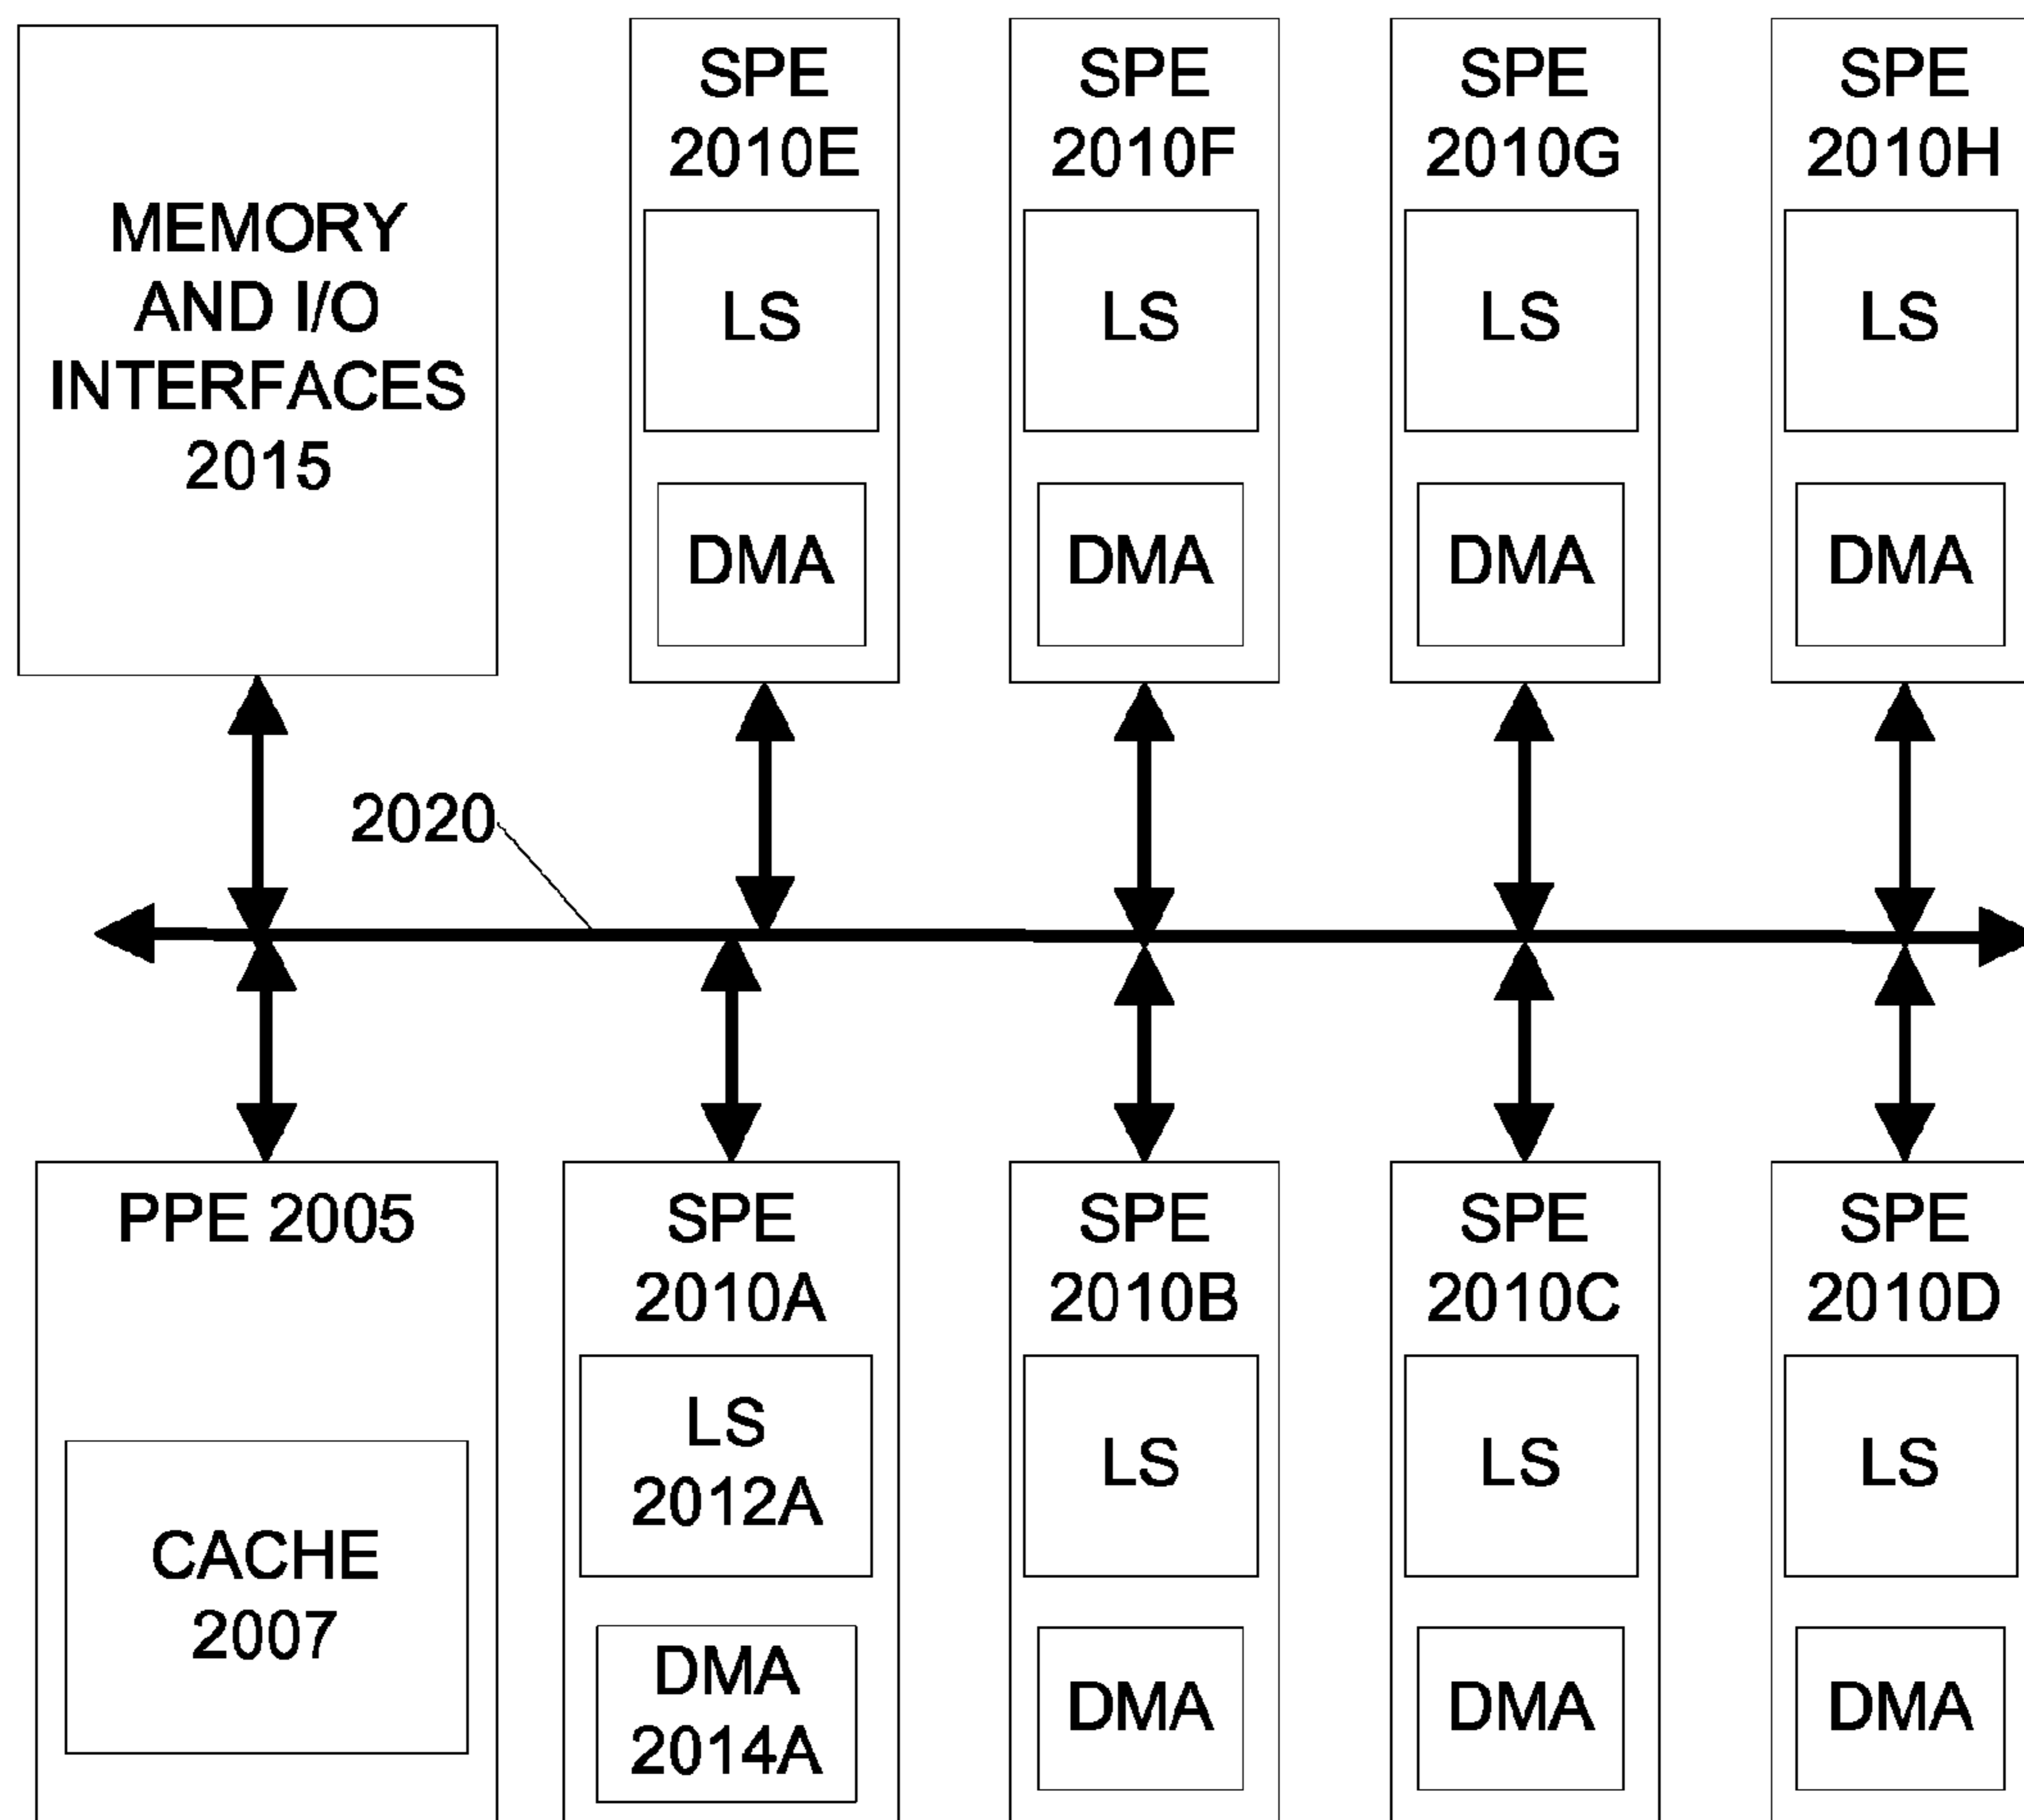 MEMORY
AND I/O
INTERFACES
2015
SPE
2010E
LS
DMA
SPE
2010F
LS
DMA
SPE
2010G
LS
DMA
SPE
2010H
LS
DMA
2020
PPE 2005
CACHE
2007
SPE
2010A
LS
2012A
DMA
2014A
SPE
2010B
LS
DMA
SPE
2010C
LS
DMA
SPE
2010D
LS
DMA